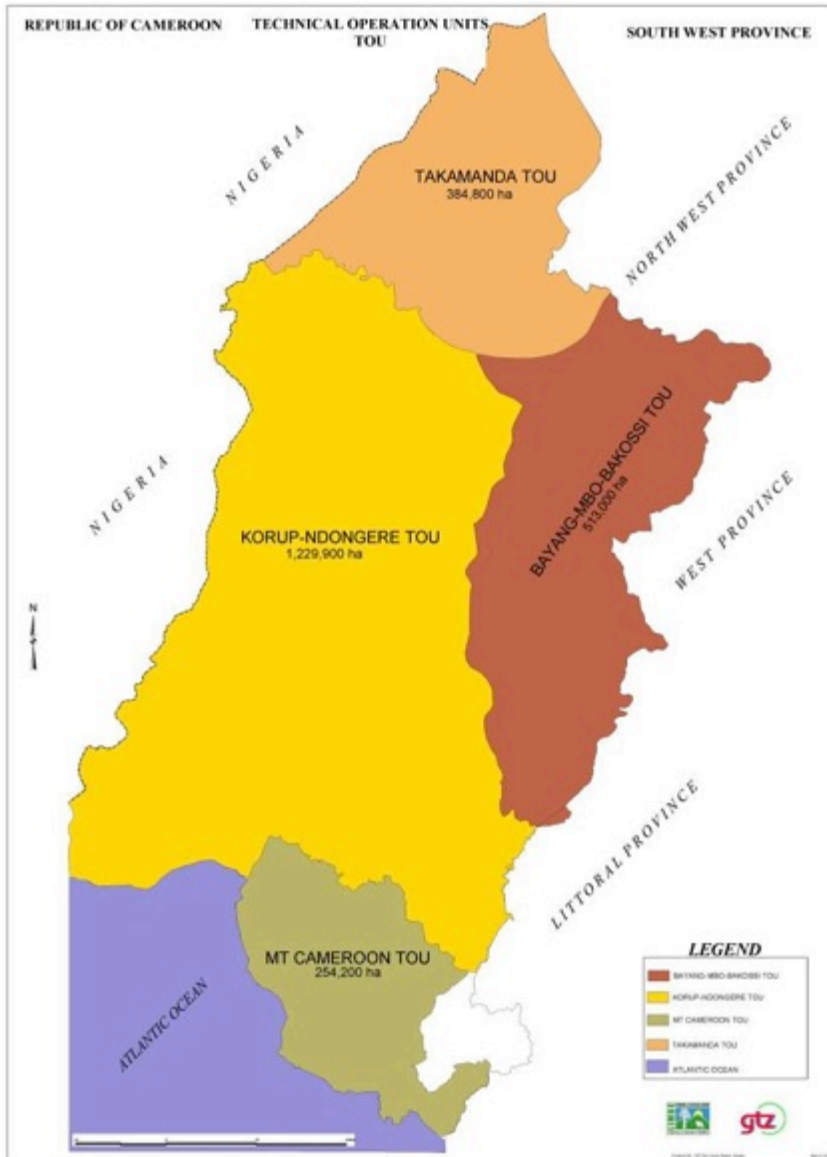 REPUBLIC OF CAMEROON
TECHNICAL OPERATION UNITS
TOU
SOUTH WEST PROVINCE
NIGERIA
TAKAMANDA TOU
384,800 ha
NORTH WEST PROVINCE
NIGERIA
KORUP-NDONGERE TOU
1,229,900 ha
BAYANG-MBO-BAKOSSI TOU
513,000 ha
WEST PROVINCE
N
LITTORAL PROVINCE
MT CAMEROON TOU
254,200 ha
ATLANTIC OCEAN
LEGEND
BAYANG-MBO-BAKOSSI TOU
KORUP-NDONGERE TOU
MT CAMEROON TOU
TAKAMANDA TOU
ATLANTIC OCEAN
gtz